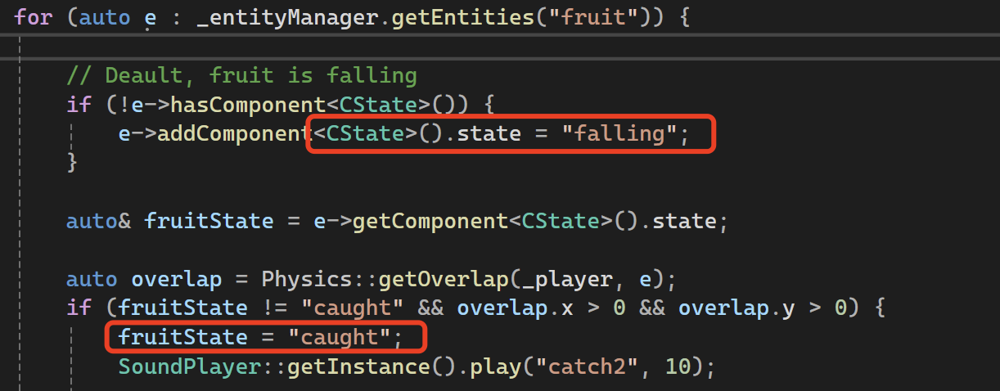 for (auto e : _entityManager.getEntities("fruit")) {
// Deault, fruit is falling
if (!e->hasComponent<CState>()) {
e->addComponent<CState>().state = "falling";
}
auto& fruitState = e->getComponent<CState>().state;
auto overlap = Physics::getOverlap(_player, e);
if (fruitState != "caught" && overlap.x > 0 && overlap.y > 0) {
fruitState = "caught";
SoundPlayer::getInstance().play("catch2", 10);